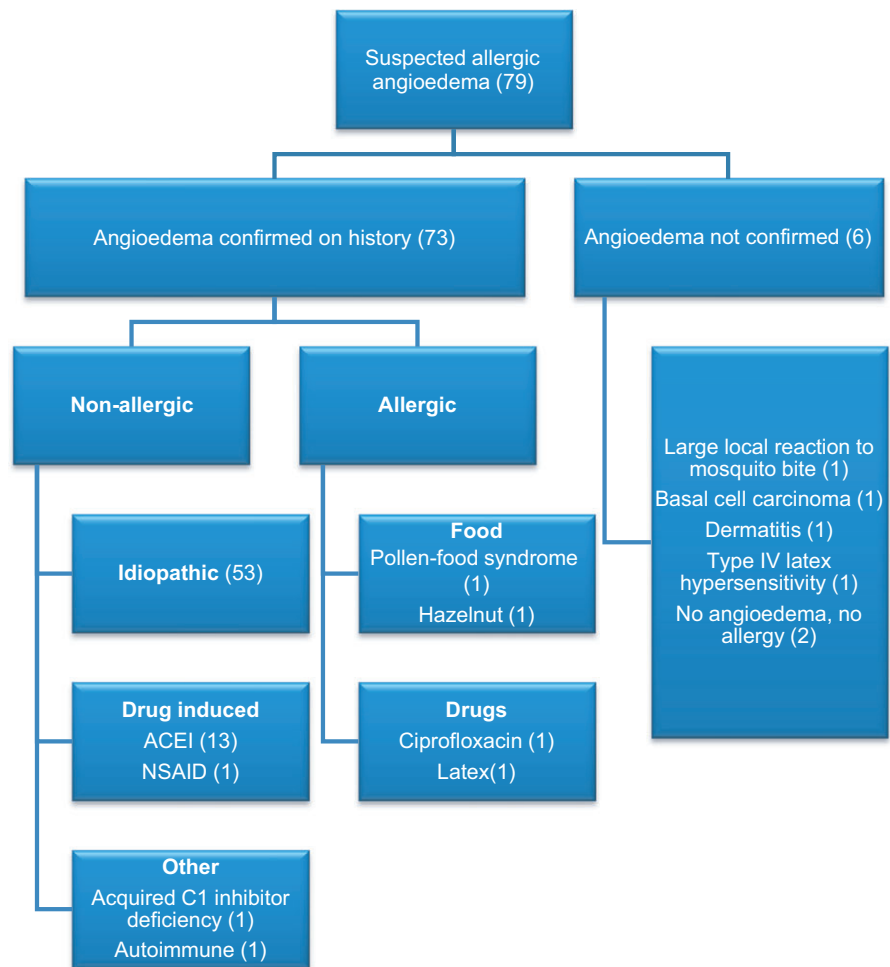 Suspected allergic
angioedema (79)
Angioedema confirmed on history (73)
Angioedema not confirmed (6)
Non-allergic
Allergic
Idiopathic (53)
Drug induced
ACEI (13)
NSAID (1)
Other
Acquired C1 inhibitor
deficiency (1)
Autoimmune (1)
Food
Pollen-food syndrome
(1)
Hazelnut (1)
Drugs
Ciprofloxacin (1)
Latex(1)
Large local reaction to
mosquito bite (1)
Basal cell carcinoma (1)
Dermatitis (1)
Type IV latex
hypersensitivity (1)
No angioedema, no
allergy (2)